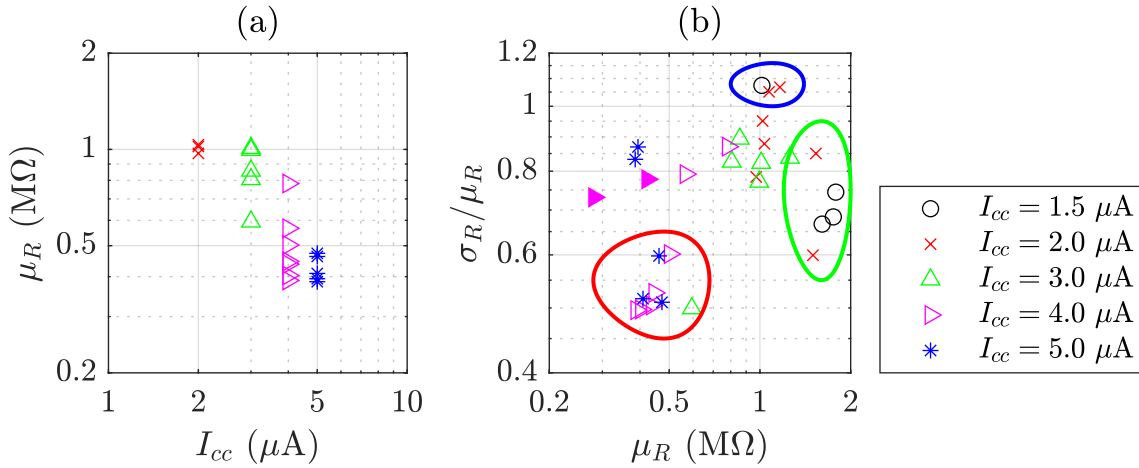 (a)
2
1
0.5
0.2
μ_R (MΩ)
1
2
5
10
I_cc (μA)
(b)
1.2
1
0.8
0.6
0.4
σ_R/μ_R
0.2
0.5
1
2
μ_R (MΩ)
I_cc = 1.5 μA
I_cc = 2.0 μA
I_cc = 3.0 μA
I_cc = 4.0 μA
I_cc = 5.0 μA